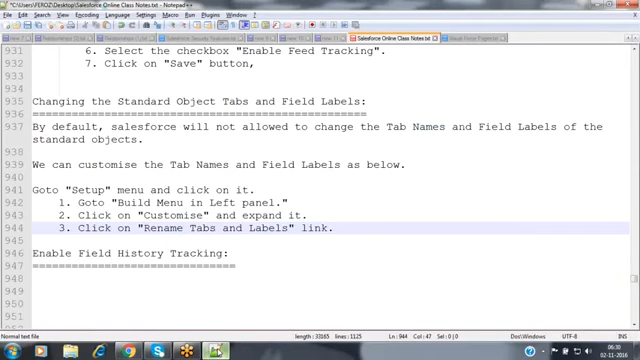 *C:\Users\FEROZ\Desktop\Salesforce Online Class Notes.txt - Notepad++
File Edit Search View Encoding Language Settings Macro Run Plugins Window ?
Salesforce Online Class Notes.txt
931 6. Select the checkbox "Enable Feed Tracking".
932 7. Click on "Save" button,
933
934
935 Changing the Standard Object Tabs and Field Labels:
936 ================================================
937 By default, salesforce will not allowed to change the Tab Names and Field Labels of the
standard objects.
938
939 We can customise the Tab Names and Field Labels as below.
940
941 Goto "Setup" menu and click on it.
942 1. Goto "Build Menu in Left panel."
943 2. Click on "Customise" and expand it.
944 3. Click on "Rename Tabs and Labels" link.
945
946 Enable Field History Tracking:
947 =============================
948
949
950
951
952
Normal text file length : 33165 lines : 1125 Ln : 944 Col : 47 Sel : 0 | 0 Dos\Windows UTF-8 INS
06:30
02-11-2016